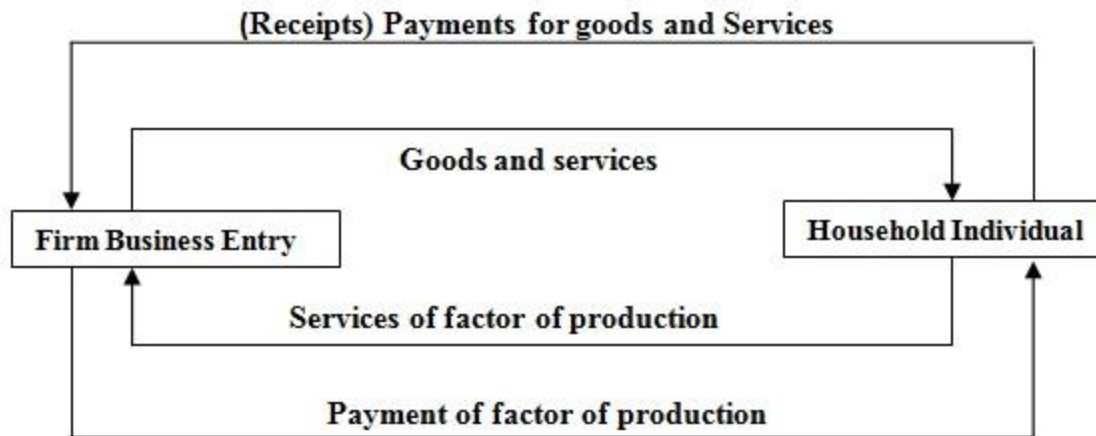 (Receipts) Payments for goods and Services
Goods and services
Firm Business Entry
Household Individual
Services of factor of production
Payment of factor of production